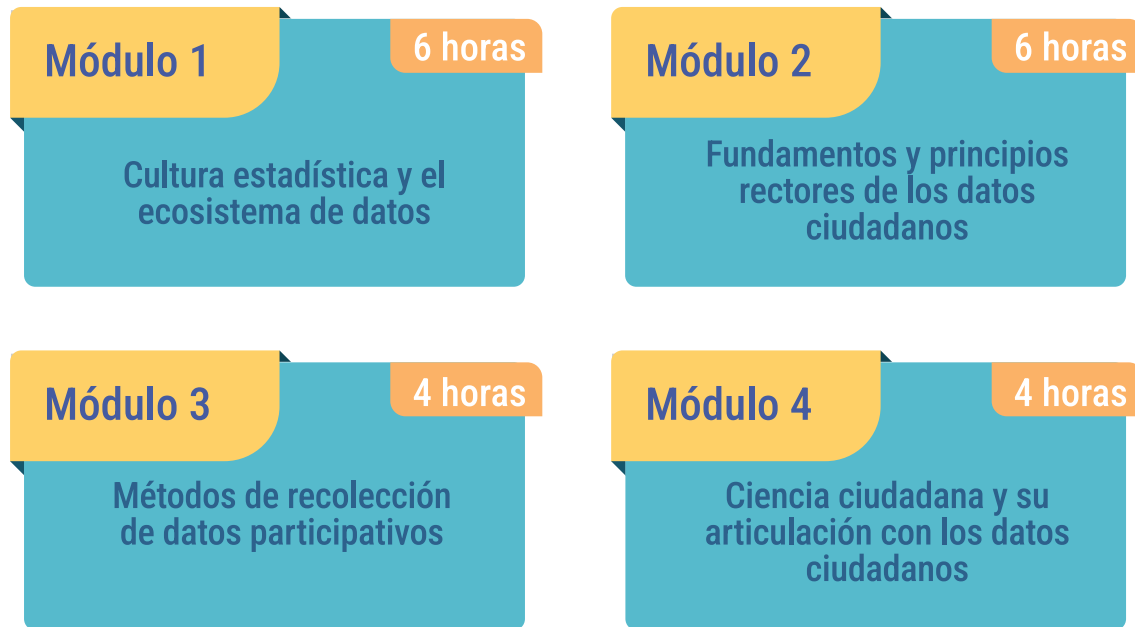 Módulo 1
6 horas
Cultura estadística y el
ecosistema de datos
Módulo 2
6 horas
Fundamentos y principios
rectores de los datos
ciudadanos
Módulo 3
4 horas
Métodos de recolección
de datos participativos
Módulo 4
4 horas
Ciencia ciudadana y su
articulación con los datos
ciudadanos